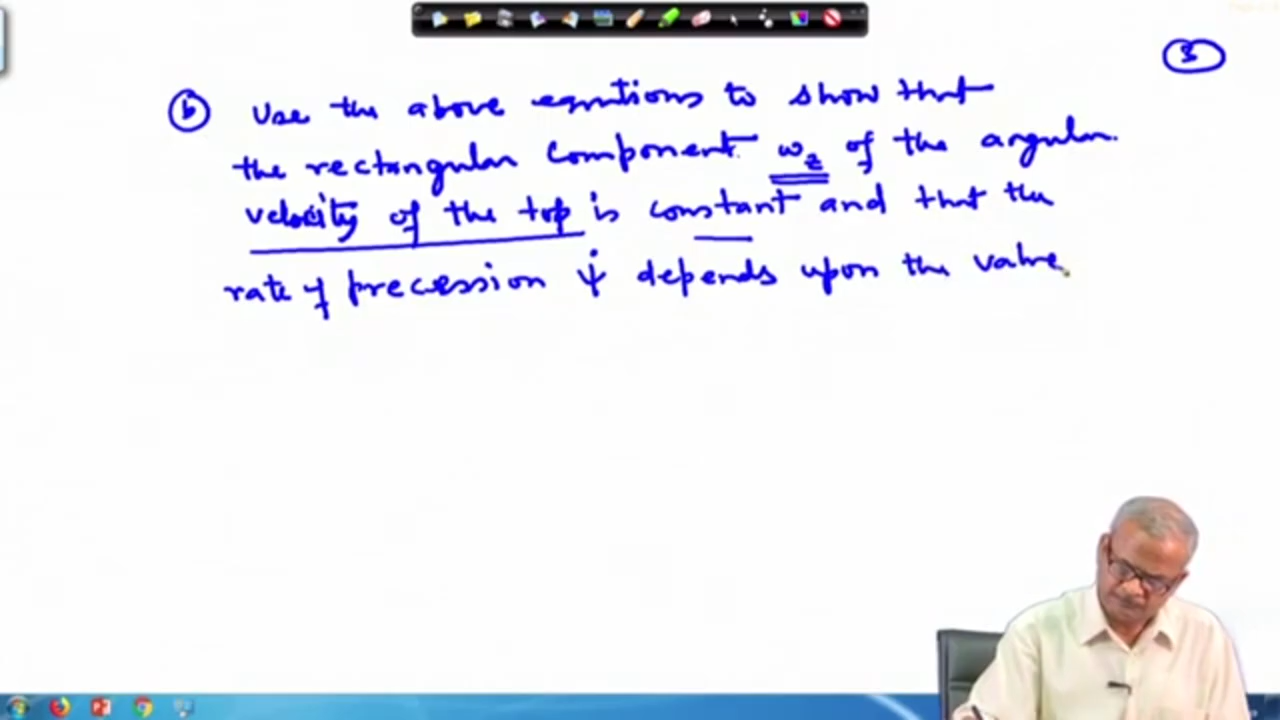 5
b Use the above equations to show that
the rectangular component ωz of the angular
velocity of the top is constant and that the
rate of precession ψ̇ depends upon the value